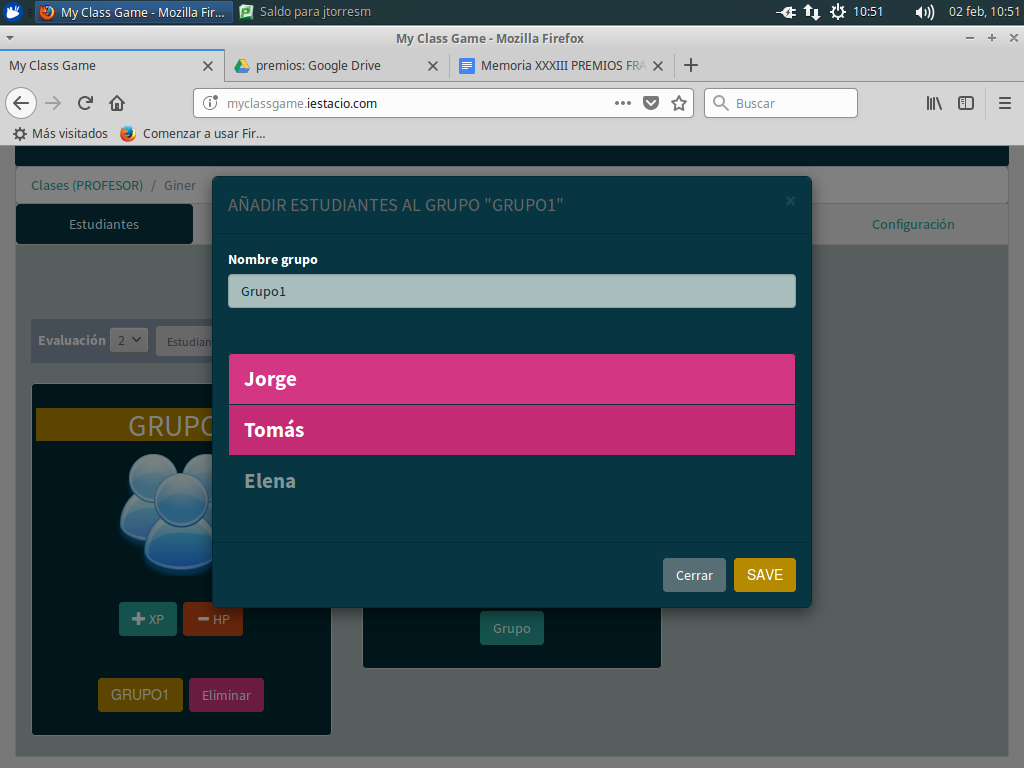 My Class Game - Mozilla Fir...
Saldo para jtorresm
10:51
02 feb, 10:51
My Class Game - Mozilla Firefox
My Class Game
premios: Google Drive
Memoria XXXIII PREMIOS FRA
myclassgame.iestacio.com
Buscar
Más visitados
Comenzar a usar Fir...
Clases (PROFESOR) / Giner
Estudiantes
Configuración
AÑADIR ESTUDIANTES AL GRUPO "GRUPO1"
×
Nombre grupo
Grupo1
Evaluación 2
Estudian
Jorge
Tomás
Elena
GRUPO
Cerrar
SAVE
+ XP
− HP
Grupo
GRUPO1
Eliminar